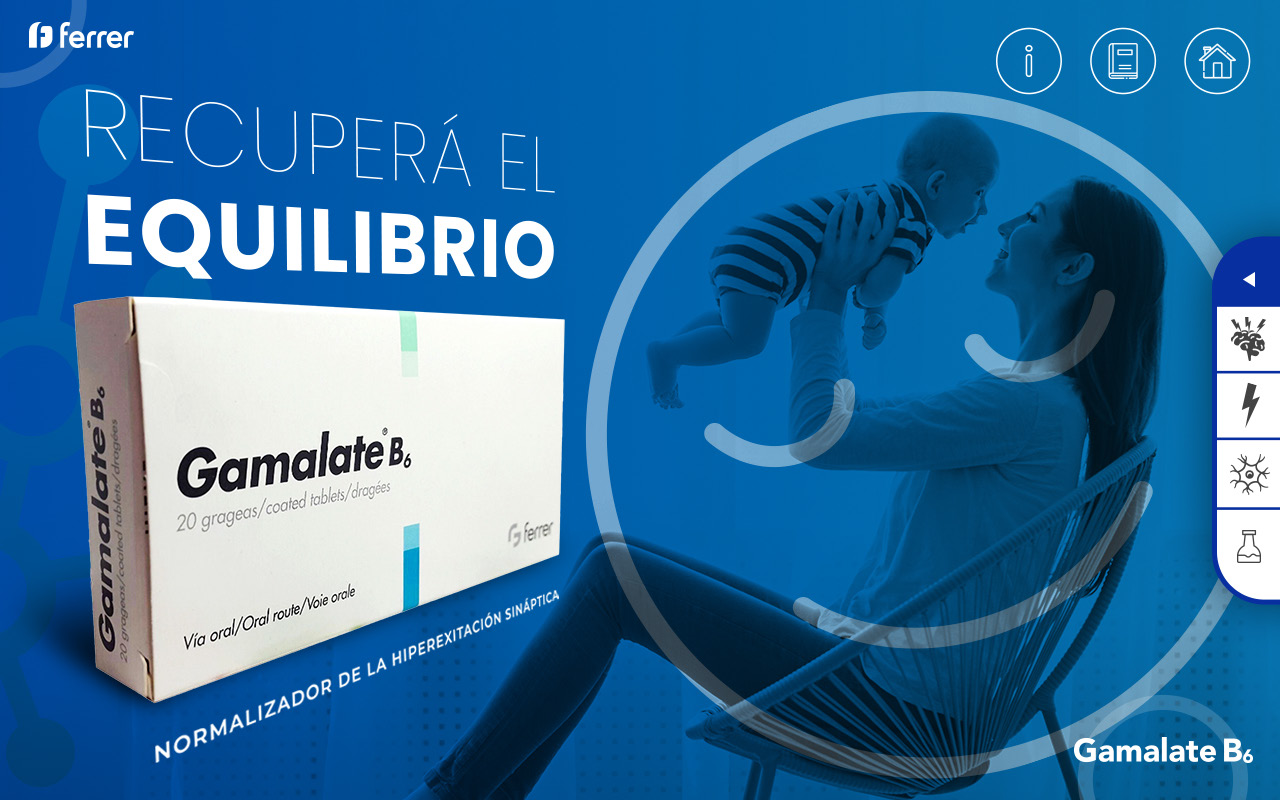 ferrer
RECUPERÁ EL
EQUILIBRIO
Gamalate® B6
20 grageas/coated tablets/dragées
Gamalate® B6
20 grageas/coated tablets/dragées
ferrer
Vía oral/Oral route/Voie orale
NORMALIZADOR DE LA HIPEREXITACIÓN SINÁPTICA
Gamalate B6